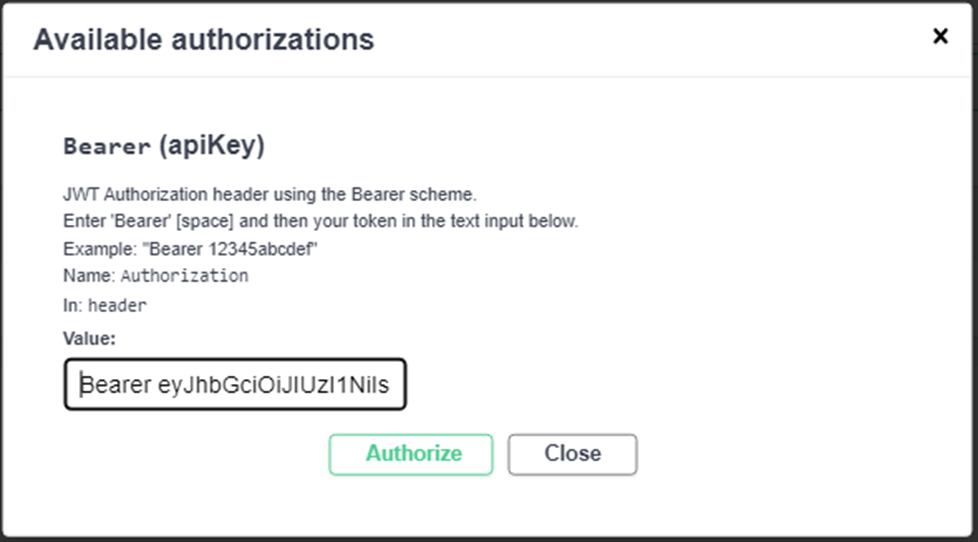 Available authorizations
×
Bearer (apiKey)
JWT Authorization header using the Bearer scheme.
Enter 'Bearer' [space] and then your token in the text input below.
Example: "Bearer 12345abcdef"
Name: Authorization
In: header
Value:
Bearer eyJhbGciOiJIUzI1NiIs
Authorize
Close